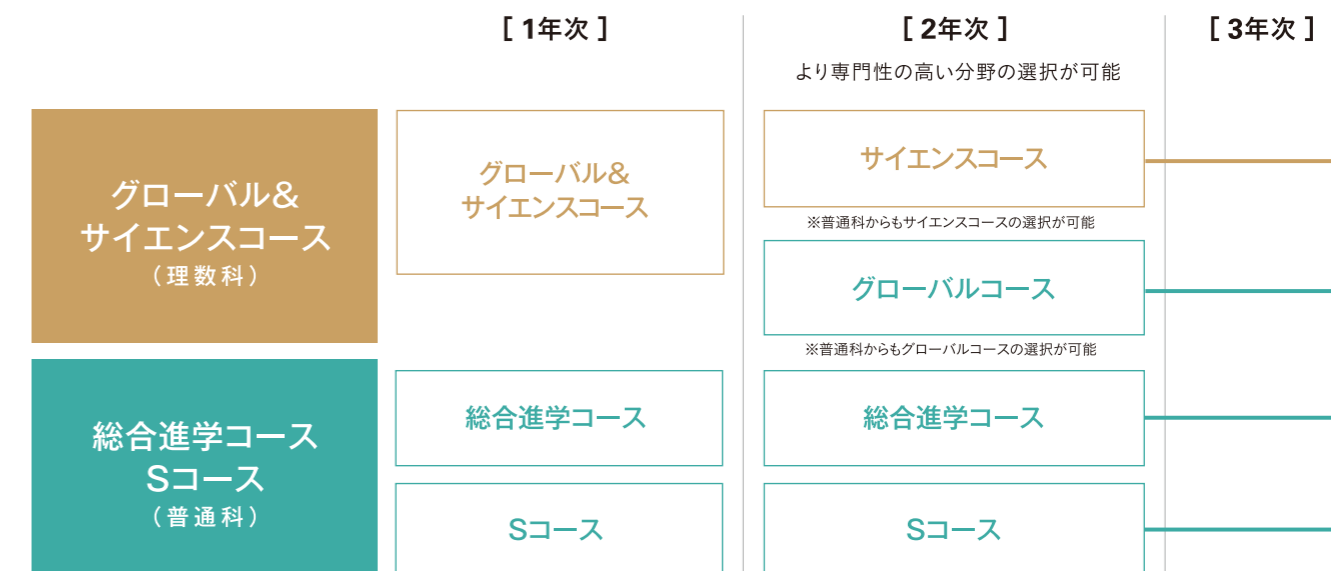 [ 1年次 ]
[ 2年次 ]
[ 3年次 ]
より専門性の高い分野の選択が可能
グローバル&
サイエンスコース
（理数科）
グローバル&
サイエンスコース
サイエンスコース
※普通科からもサイエンスコースの選択が可能
グローバルコース
※普通科からもグローバルコースの選択が可能
総合進学コース
Sコース
（普通科）
総合進学コース
総合進学コース
Sコース
Sコース